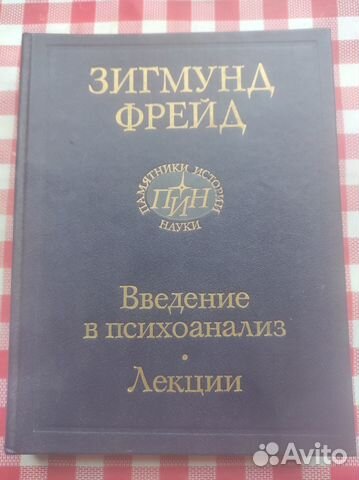 ЗИГМУНД
ФРЕЙД
ПАМЯТНИКИ ИСТОРИИ
ПИН
НАУКИ
Введение
в психоанализ
•
Лекции
Avito